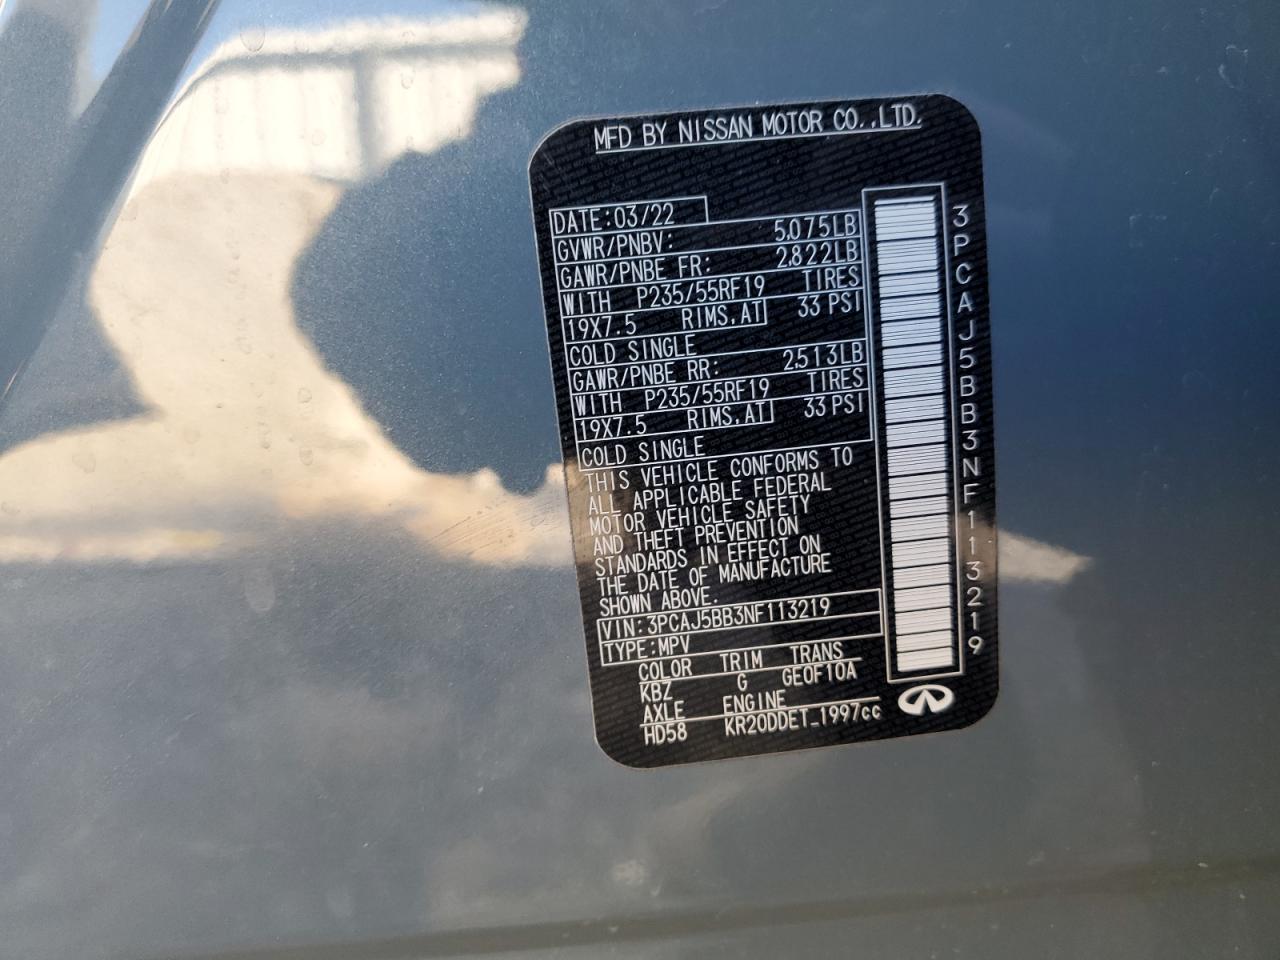 MFD BY NISSAN MOTOR CO.,LTD.
DATE:03/22
GVWR/PNBV: 5,075LB
GAWR/PNBE FR: 2,822LB
WITH P235/55RF19 TIRES
19X7.5 RIMS,AT 33 PSI
COLD SINGLE
GAWR/PNBE RR: 2,513LB
WITH P235/55RF19 TIRES
19X7.5 RIMS,AT 33 PSI
COLD SINGLE
THIS VEHICLE CONFORMS TO
ALL APPLICABLE FEDERAL
MOTOR VEHICLE SAFETY
AND THEFT PREVENTION
STANDARDS IN EFFECT ON
THE DATE OF MANUFACTURE
SHOWN ABOVE.
VIN:3PCAJ5BB3NF113219
TYPE:MPV
COLOR TRIM TRANS
KBZ G GE0F10A
AXLE ENGINE
HD58 KR20DDET_1997cc
3PCAJ5BB3NF113219